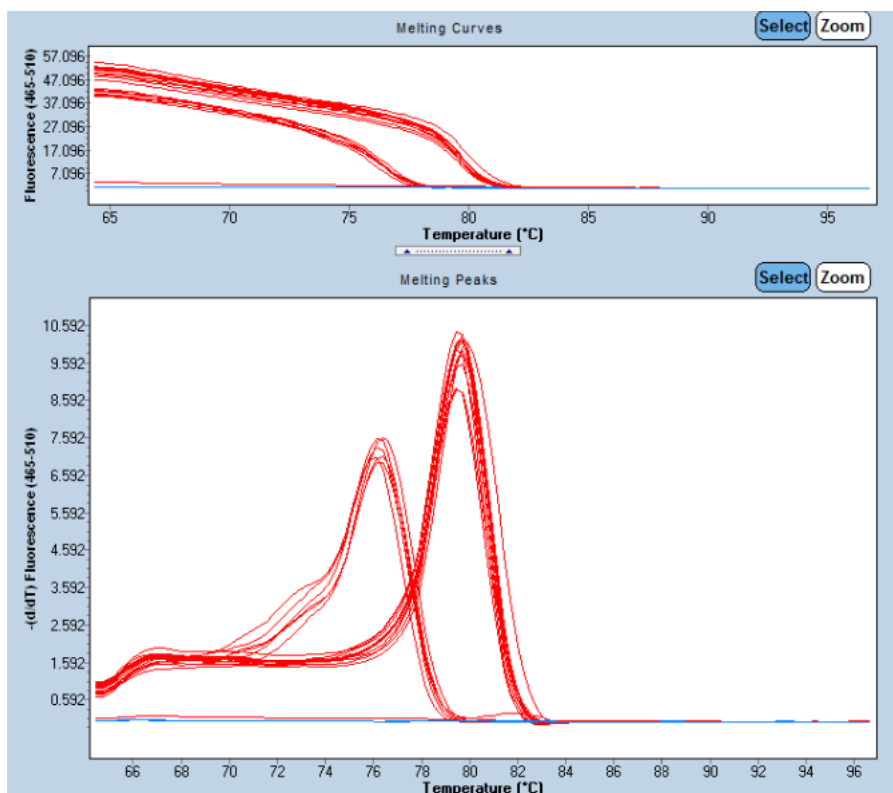 Melting Curves
Select Zoom
Fluorescence (465-510)
57.096
47.096
37.096
27.096
17.096
7.096
65 70 75 80 85 90 95
Temperature (°C)
Melting Peaks
Select Zoom
-(d/dT) Fluorescence (465-510)
10.592
9.592
8.592
7.592
6.592
5.592
4.592
3.592
2.592
1.592
0.592
66 68 70 72 74 76 78 80 82 84 86 88 90 92 94 96
Temperature (°C)